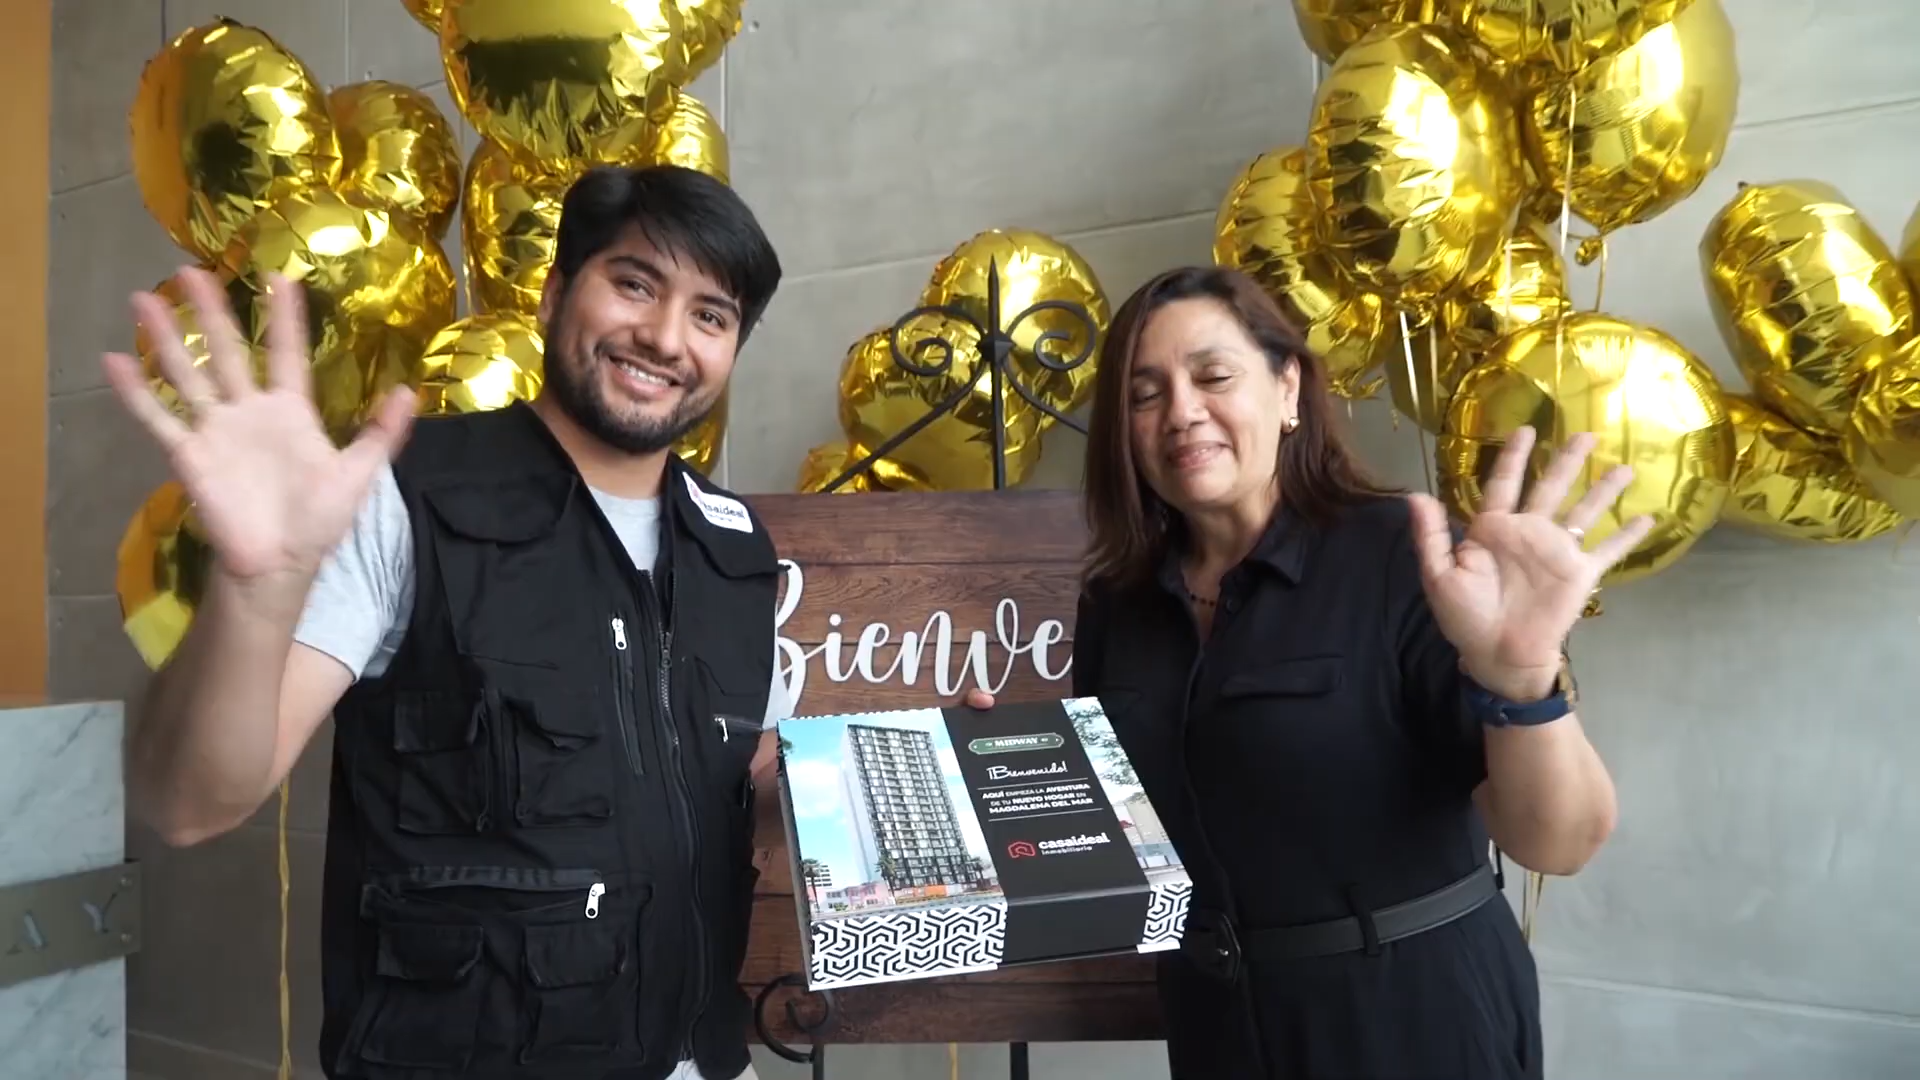 casaideal
Bienve
MIDWAY
¡Bienvenido!
AQUÍ EMPIEZA LA AVENTURA
DE TU NUEVO HOGAR EN
MAGDALENA DEL MAR
casaideal
inmobiliaria